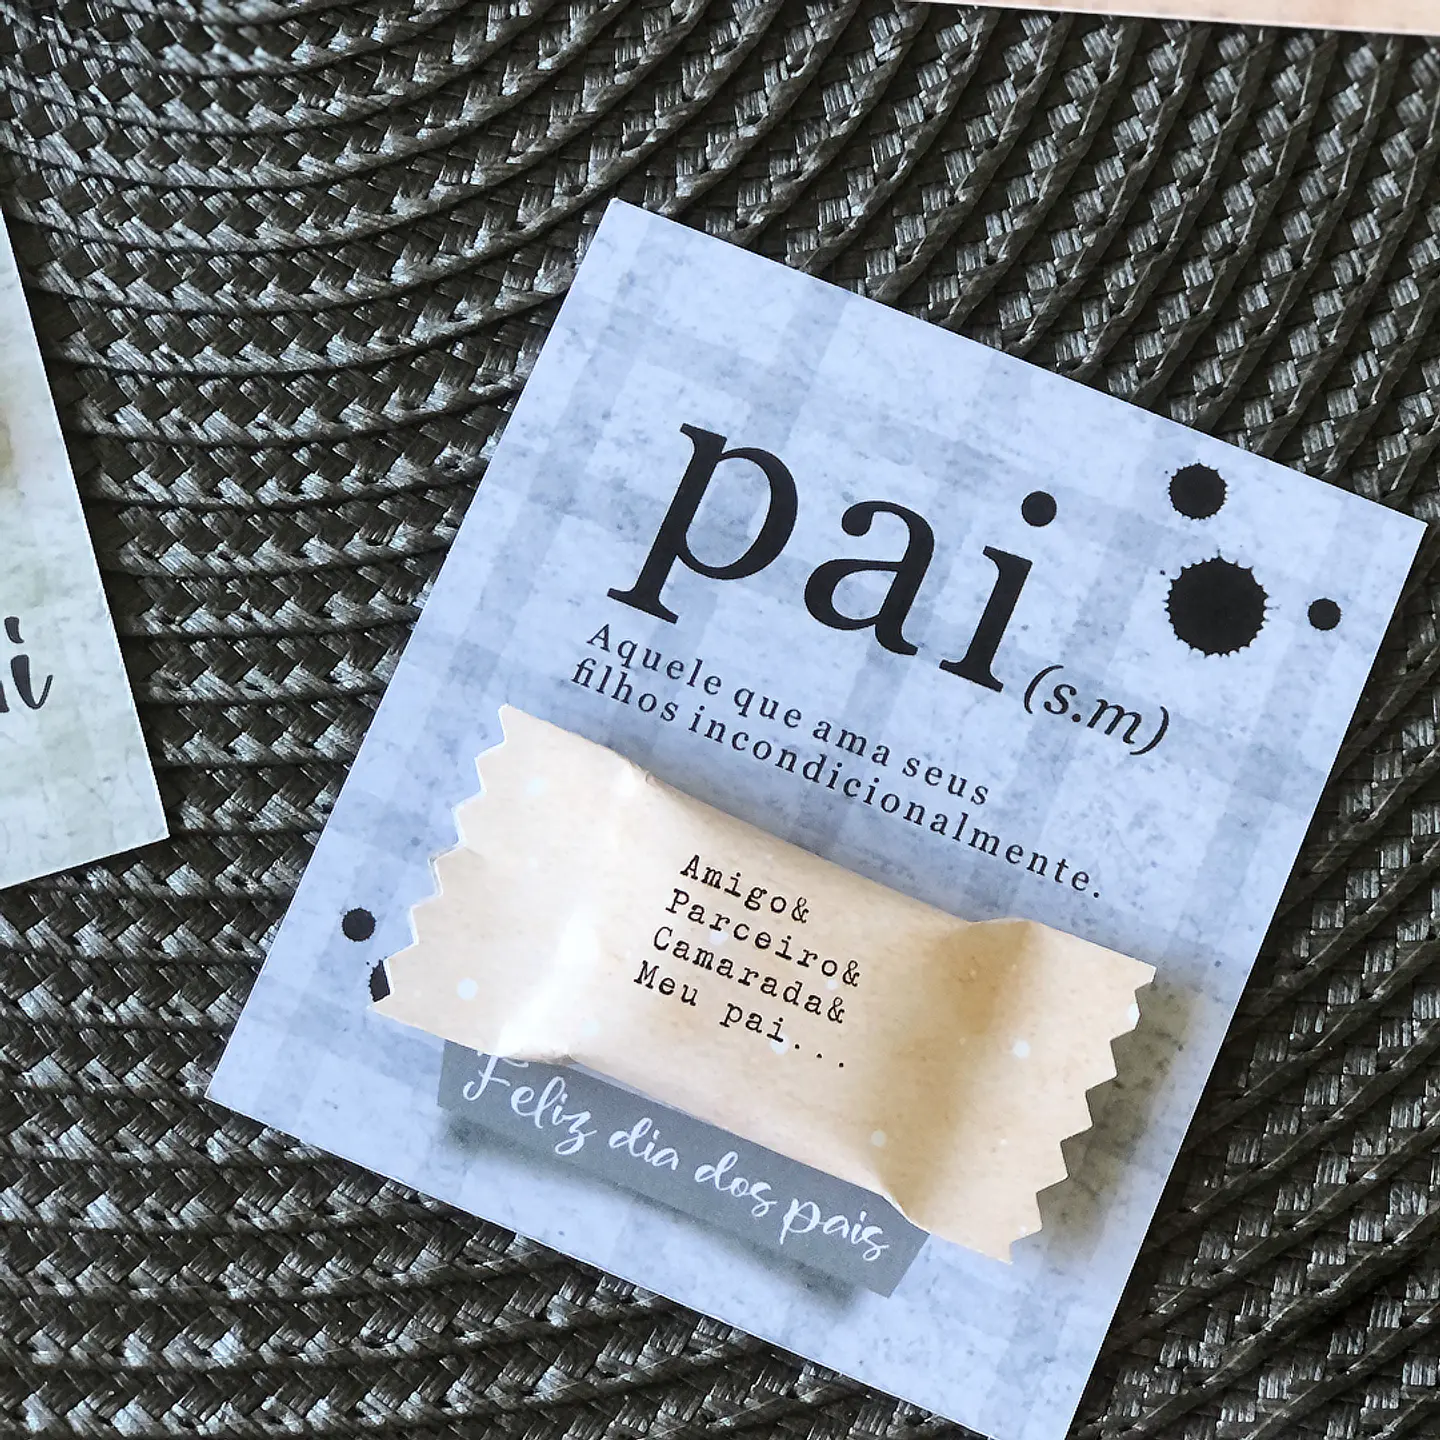 pai (s.m)
Aquele que ama seus
filhos incondicionalmente.
Amigo&
Parceiro&
Camarada&
Meu pai...
Feliz dia dos pais